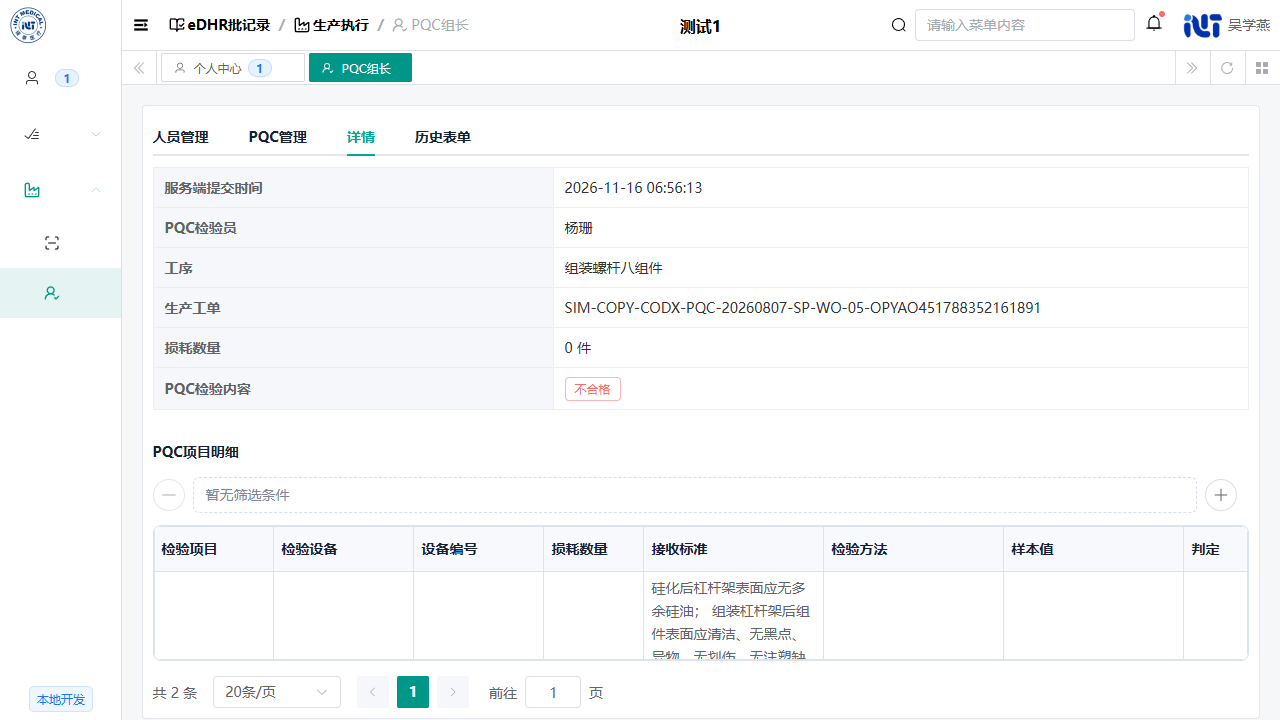 eDHR批记录 / 生产执行 / PQC组长
测试1
请输入菜单内容
吴学燕
1
个人中心 1
PQC组长
人员管理
PQC管理
详情
历史表单
服务端提交时间 2026-11-16 06:56:13
PQC检验员 杨珊
工序 组装螺杆八组件
生产工单 SIM-COPY-CODX-PQC-20260807-SP-WO-05-OPYAO451788352161891
损耗数量 0 件
PQC检验内容 不合格
PQC项目明细
暂无筛选条件
检验项目 检验设备 设备编号 损耗数量 接收标准 检验方法 样本值 判定
硅化后杠杆架表面应无多
余硅油； 组装杠杆架后组
件表面应清洁、无黑点、
异物、无划伤、无注塑缺
共 2 条 20条/页 1 前往 1 页
本地开发